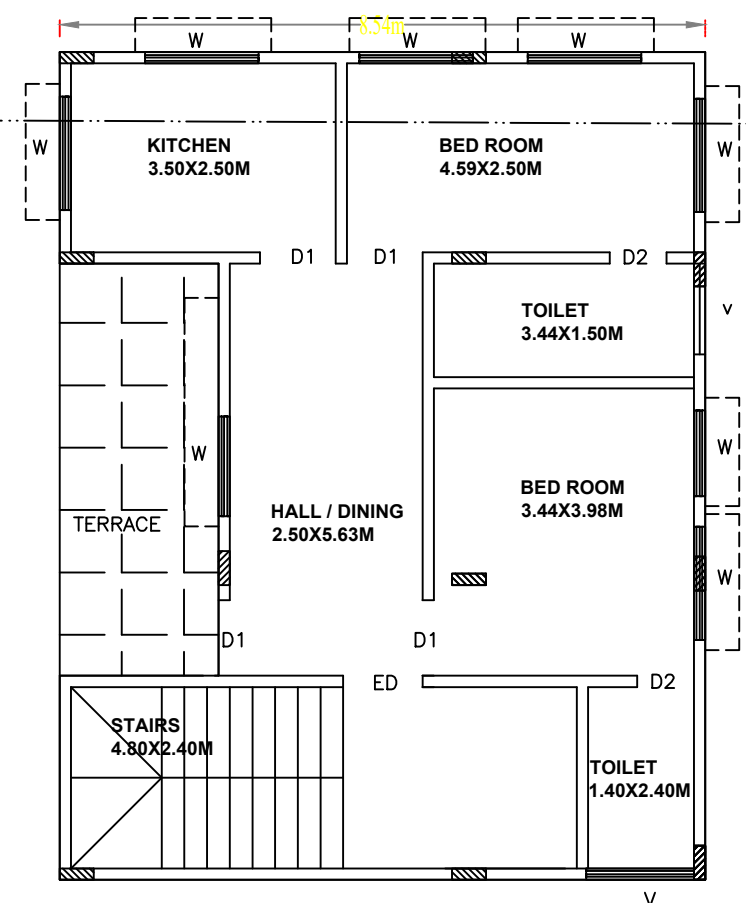 8.54m
W
W
W
W
W
KITCHEN
3.50X2.50M
BED ROOM
4.59X2.50M
D1
D1
D2
TOILET
3.44X1.50M
V
W
W
BED ROOM
3.44X3.98M
HALL / DINING
2.50X5.63M
TERRACE
W
D1
D1
ED
D2
STAIRS
4.80X2.40M
TOILET
1.40X2.40M
V